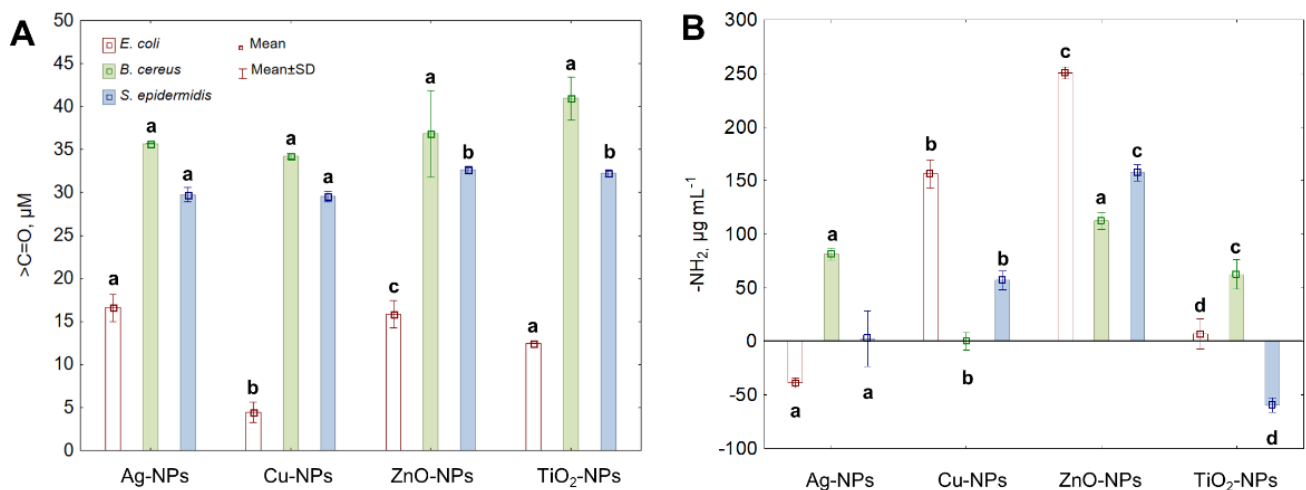 A
50
45
40
35
30
25
20
15
10
5
0
>C=O, µM
E. coli
B. cereus
S. epidermidis
Mean
Mean±SD
a
a
a
b
a
a
c
a
b
a
a
b
Ag-NPs Cu-NPs ZnO-NPs TiO₂-NPs
B
300
250
200
150
100
50
0
-50
-100
-NH₂, µg mL⁻¹
a
a
a
b
b
b
c
a
c
d
c
d
Ag-NPs Cu-NPs ZnO-NPs TiO₂-NPs